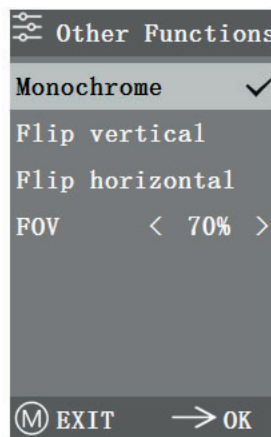 Other Functions
Monochrome ✓
Flip vertical
Flip horizontal
FOV < 70% >
M EXIT → OK